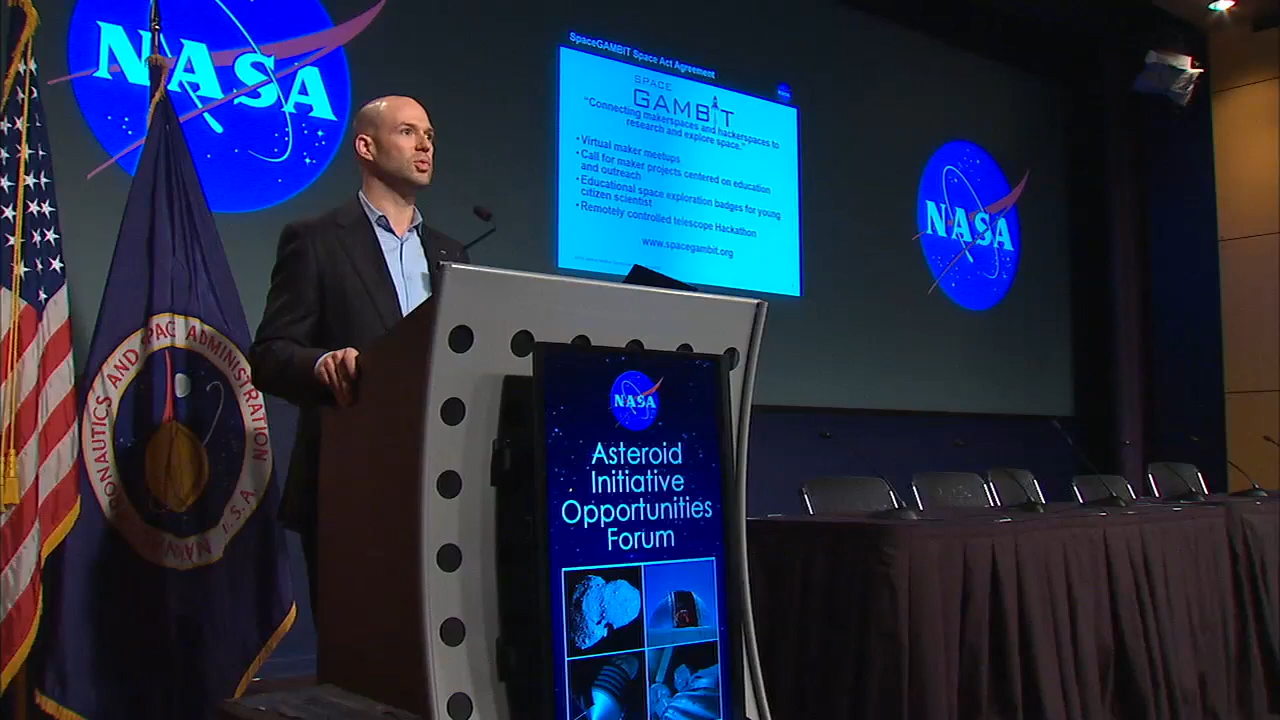 NASA
SpaceGAMBIT Space Act Agreement
SPACE
GAMBIT
"Connecting makerspaces and hackerspaces to
research and explore space."
• Virtual maker meetups
• Call for maker projects centered on education
and outreach
• Educational space exploration badges for young
citizen scientist
• Remotely controlled telescope Hackathon
www.spacegambit.org
NASA
NASA
Asteroid
Initiative
Opportunities
Forum
AND SPACE ADMINISTRATION
U.S.A.